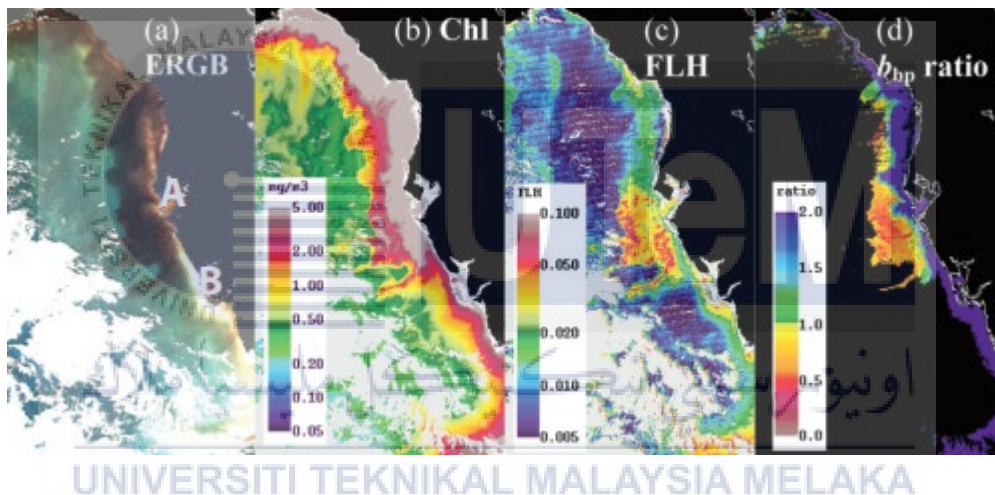 (a)
ERGB
A
B
(b) Chl
mg/m3
5.00
2.00
1.00
0.50
0.20
0.10
0.05
(c)
FLH
FLH
0.100
0.050
0.020
0.010
0.005
(d)
bbp ratio
ratio
2.0
1.5
1.0
0.5
0.0
UTeM
UNIVERSITI TEKNIKAL MALAYSIA MELAKA